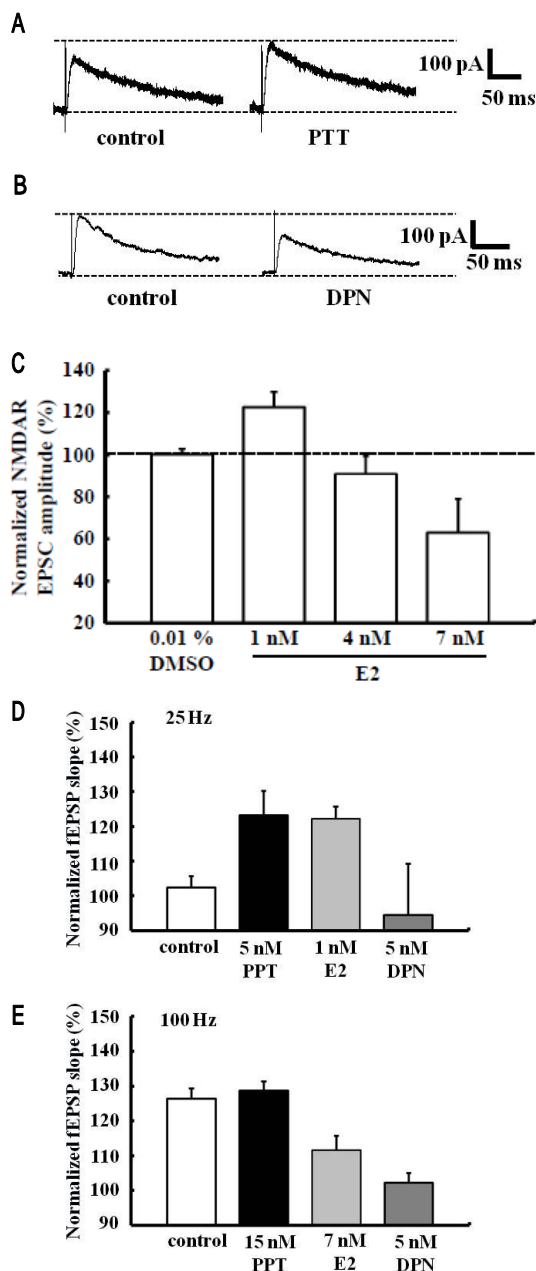 A
100 pA
50 ms
control
PTT
B
100 pA
50 ms
control
DPN
C
Normalized NMDAR
EPSC amplitude (%)
140
120
100
80
60
40
20
0.01 %
DMSO
1 nM
4 nM
7 nM
E2
D
25 Hz
Normalized fEPSP slope (%)
150
140
130
120
110
100
90
control
5 nM
PPT
1 nM
E2
5 nM
DPN
E
100 Hz
Normalized fEPSP slope (%)
150
140
130
120
110
100
90
control
15 nM
PPT
7 nM
E2
5 nM
DPN